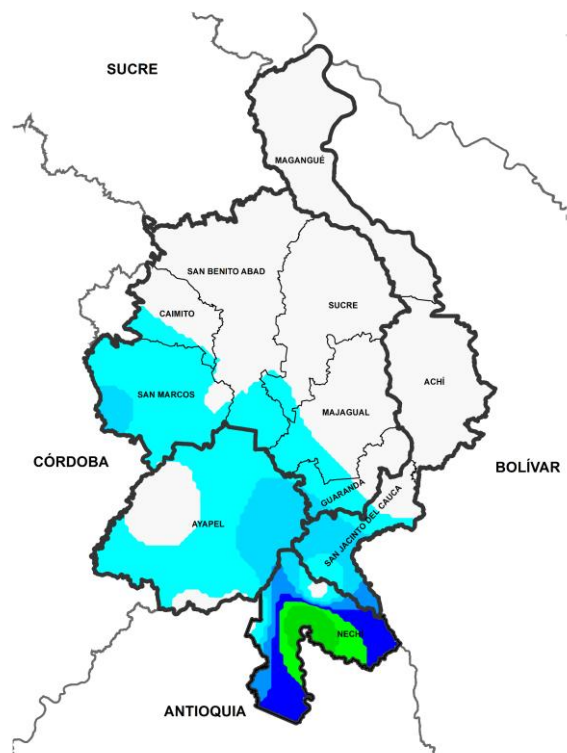 SUCRE
MAGANGUÉ
SAN BENITO ABAD
SUCRE
CAIMITO
ACHÍ
SAN MARCOS
MAJAGUAL
CÓRDOBA
BOLÍVAR
GUARANDA
SAN JACINTO DEL CAUCA
AYAPEL
NECHÍ
ANTIOQUIA